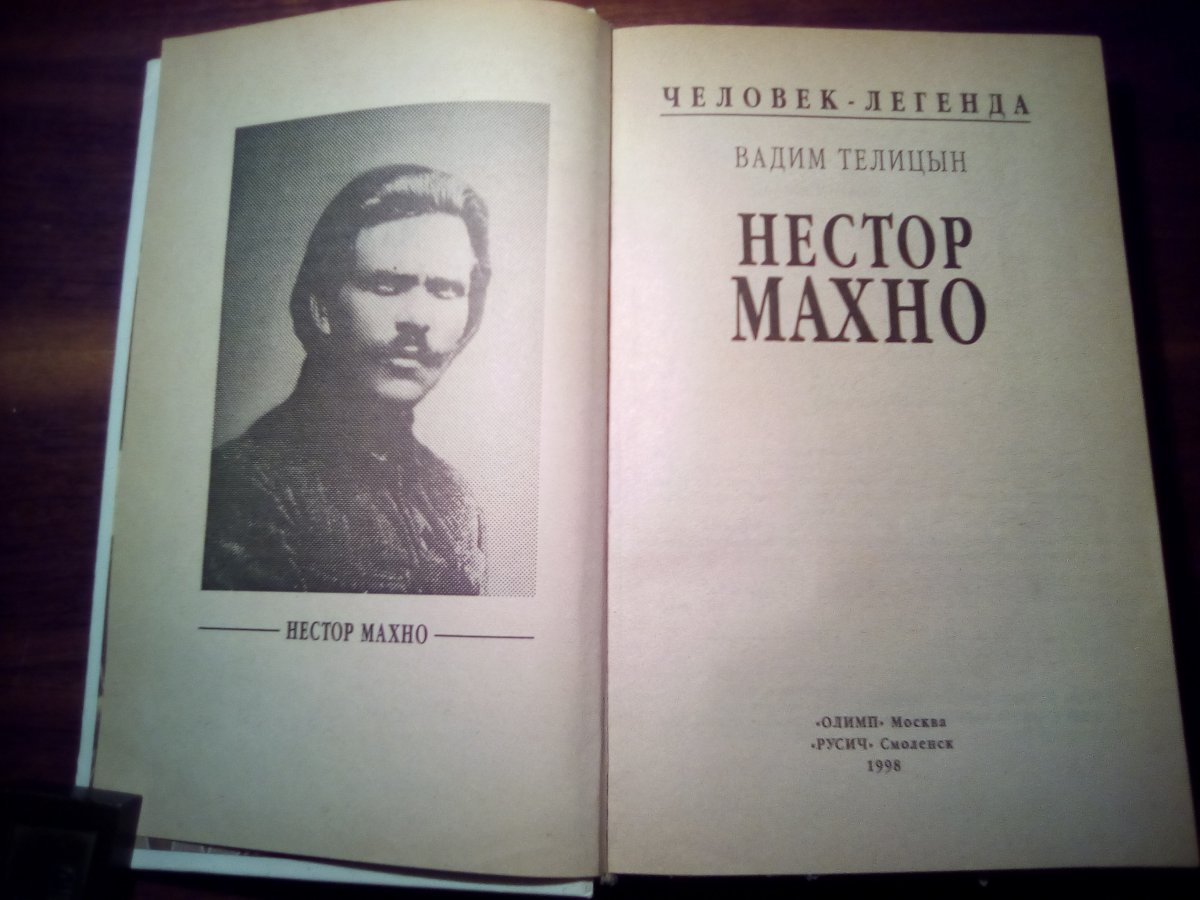 НЕСТОР МАХНО
ЧЕЛОВЕК - ЛЕГЕНДА
ВАДИМ ТЕЛИЦЫН
НЕСТОР
МАХНО
«ОЛИМП» Москва
«РУСИЧ» Смоленск
1998